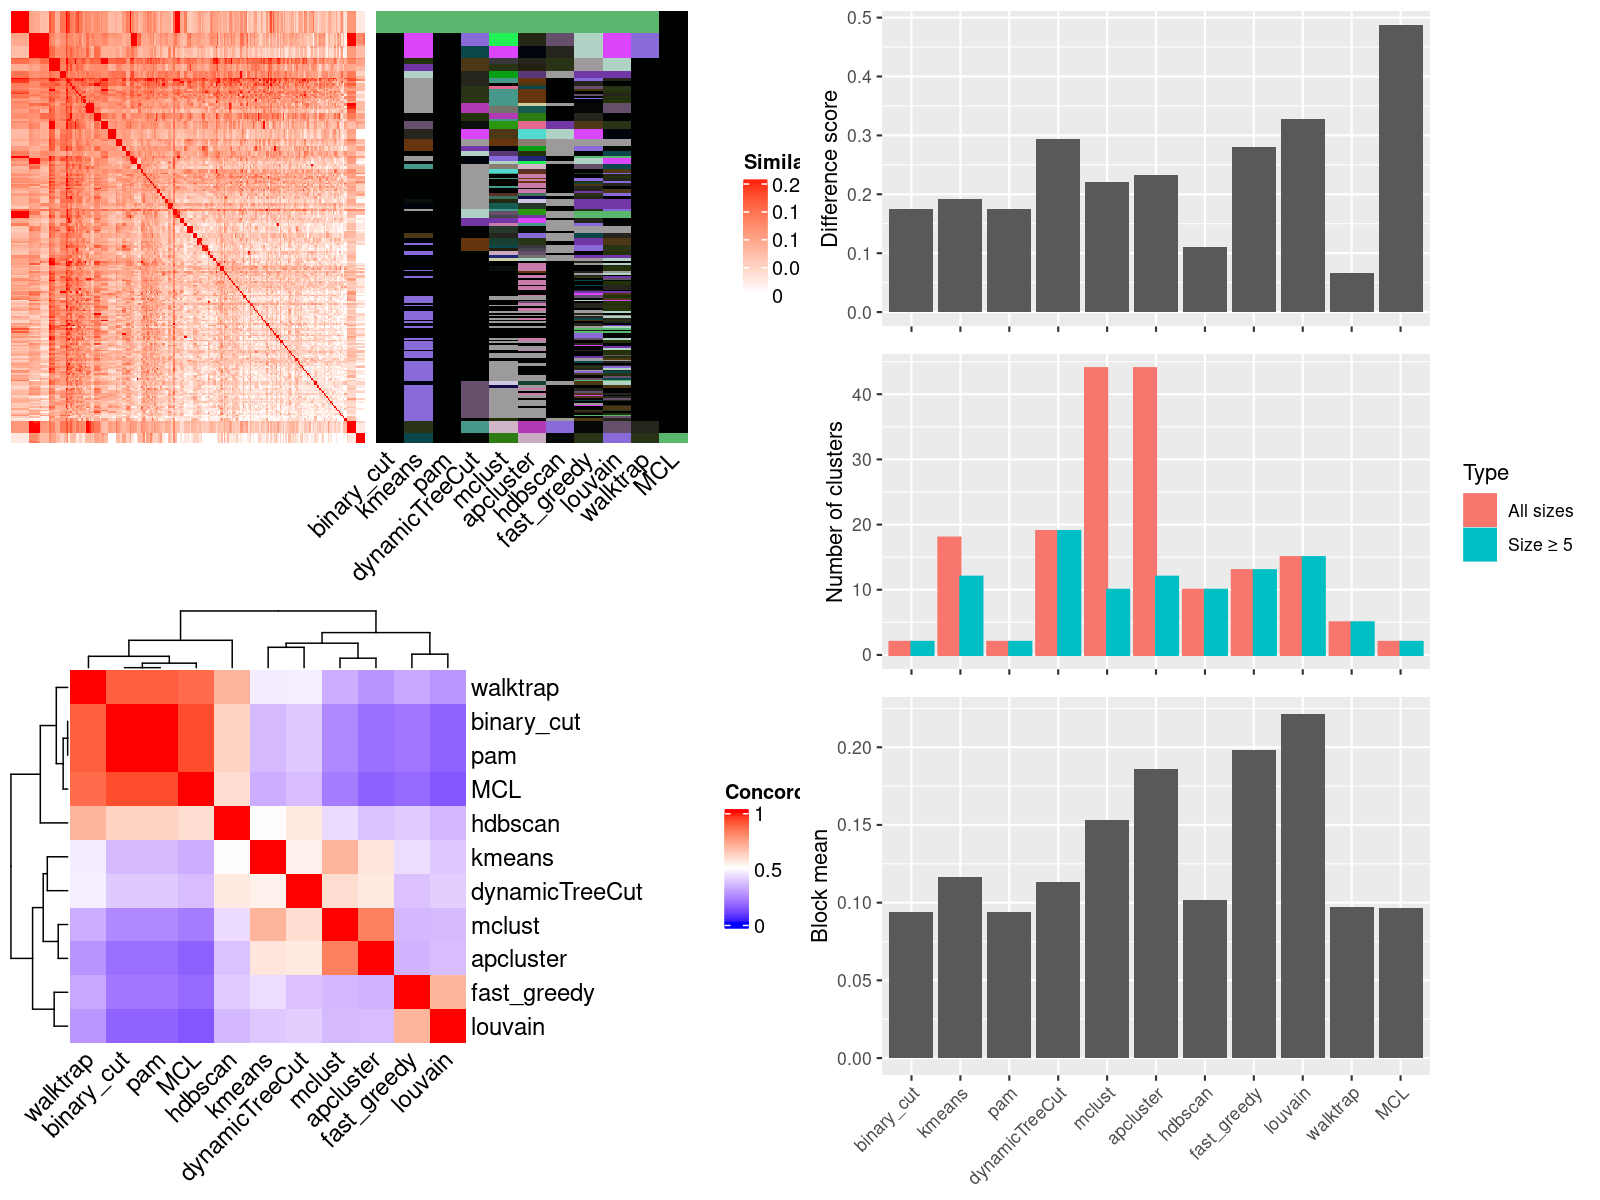 Simila
0.2
0.1
0.1
0.0
0
binary_cut
kmeans
pam
dynamicTreeCut
mclust
apcluster
hdbscan
fast_greedy
louvain
walktrap
MCL
walktrap
binary_cut
pam
MCL
hdbscan
kmeans
dynamicTreeCut
mclust
apcluster
fast_greedy
louvain
walktrap
binary_cut
pam
MCL
hdbscan
kmeans
dynamicTreeCut
mclust
apcluster
fast_greedy
louvain
Concord
1
0.5
0
Difference score
0.5
0.4
0.3
0.2
0.1
0.0
Number of clusters
40
30
20
10
0
Type
All sizes
Size ≥ 5
Block mean
0.20
0.15
0.10
0.05
0.00
binary_cut
kmeans
pam
dynamicTreeCut
mclust
apcluster
hdbscan
fast_greedy
louvain
walktrap
MCL